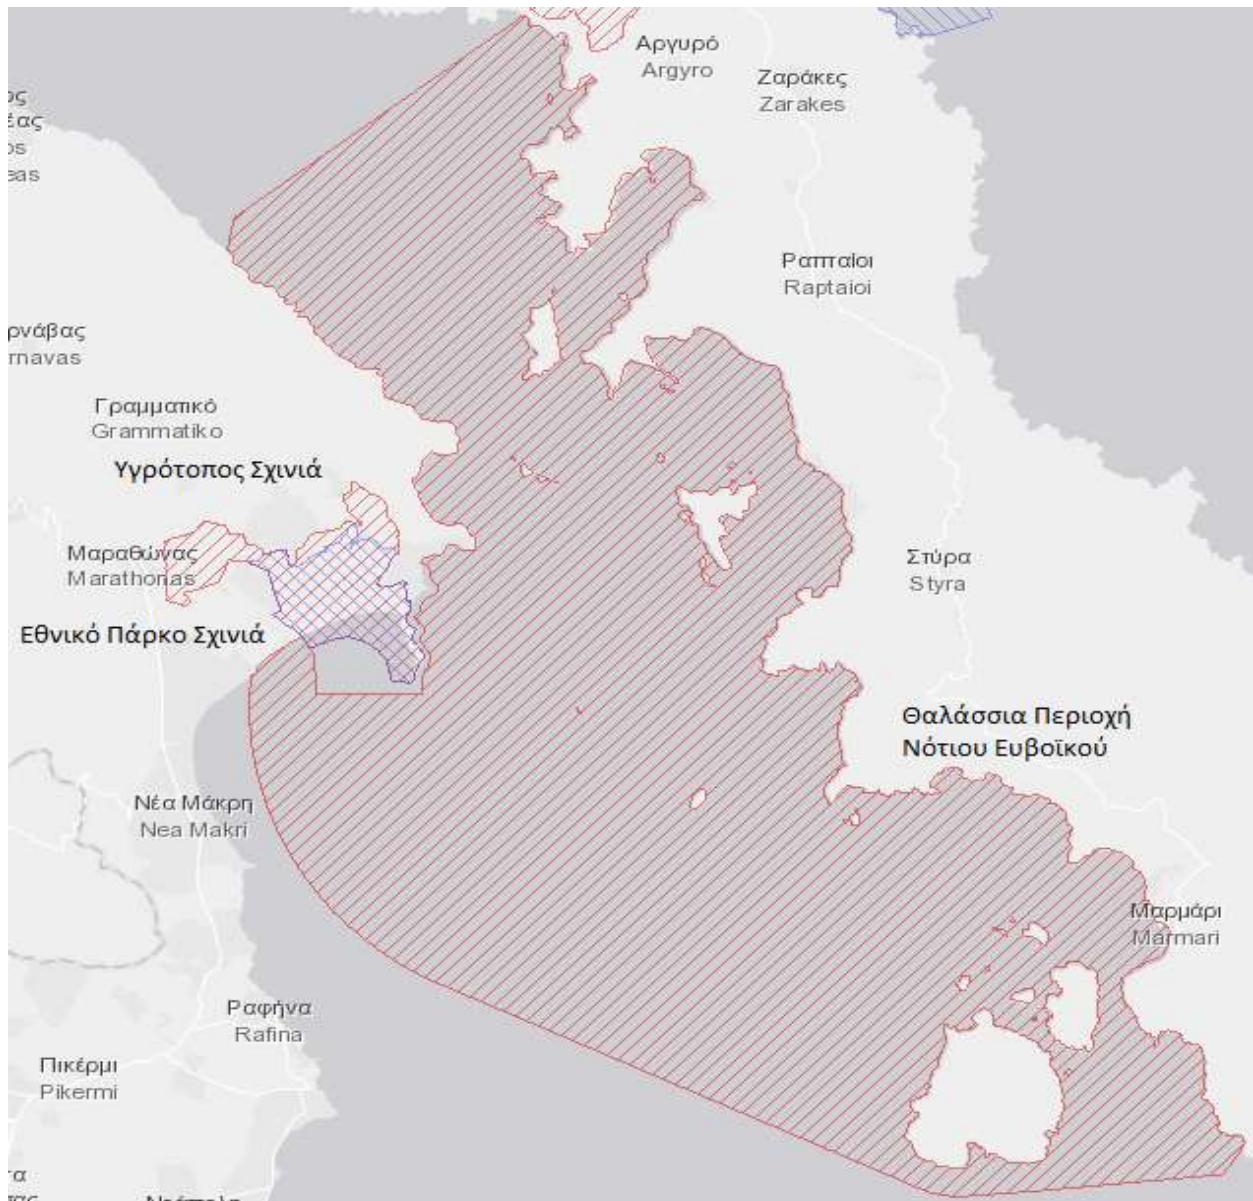 Αργυρό
Argyro
Ζαράκες
Zarakes
Ραπταίοι
Raptaioi
Γραμματικό
Grammatiko
Υγρότοπος Σχινιά
Μαραθώνας
Marathonas
Στύρα
Styra
Εθνικό Πάρκο Σχινιά
Θαλάσσια Περιοχή
Νότιου Ευβοϊκού
Νέα Μάκρη
Nea Makri
Μαρμάρι
Marmari
Ραφήνα
Rafina
Πικέρμι
Pikermi